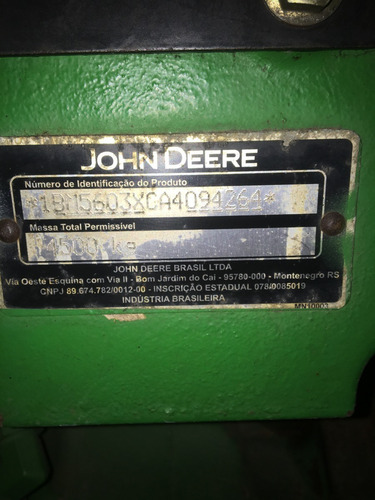 JOHN DEERE
Número de Identificação do Produto
*1BM5603XCA4094264*
Massa Total Permissível
kg
JOHN DEERE BRASIL LTDA
Via Oeste Esquina com Via II - Bom Jardim do Caí - 95780-000 - Montenegro RS
CNPJ 89.674.782/0012-00 - INSCRIÇÃO ESTADUAL 078/0085019
INDÚSTRIA BRASILEIRA